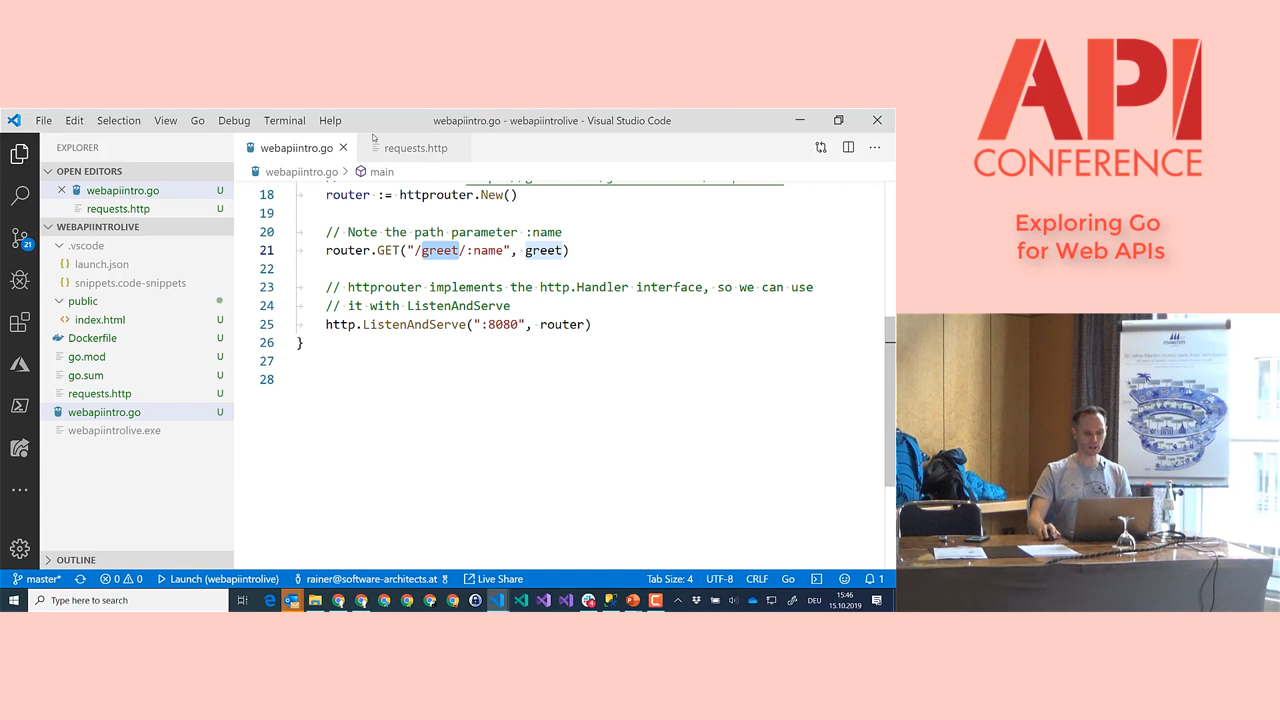 File Edit Selection View Go Debug Terminal Help
webapiintro.go - webapiintrolive - Visual Studio Code
EXPLORER
OPEN EDITORS
webapiintro.go U
requests.http U
WEBAPIINTROLIVE
.vscode
launch.json
snippets.code-snippets
public
index.html
Dockerfile U
go.mod U
go.sum U
requests.http U
webapiintro.go U
webapiintrolive.exe
OUTLINE
21
webapiintro.go
requests.http
webapiintro.go main
18 router := httprouter.New()
19
20 // Note the path parameter :name
21 router.GET("/greet/:name", greet)
22
23 // httprouter implements the http.Handler interface, so we can use
24 // it with ListenAndServe
25 http.ListenAndServe(":8080", router)
26 }
27
28
master* 0 0 Launch (webapiintrolive) rainer@software-architects.at Live Share
Tab Size: 4 UTF-8 CRLF Go 1
Type here to search
DEU
15:46
15.10.2019
API
CONFERENCE
Exploring Go
for Web APIs
MARITIM